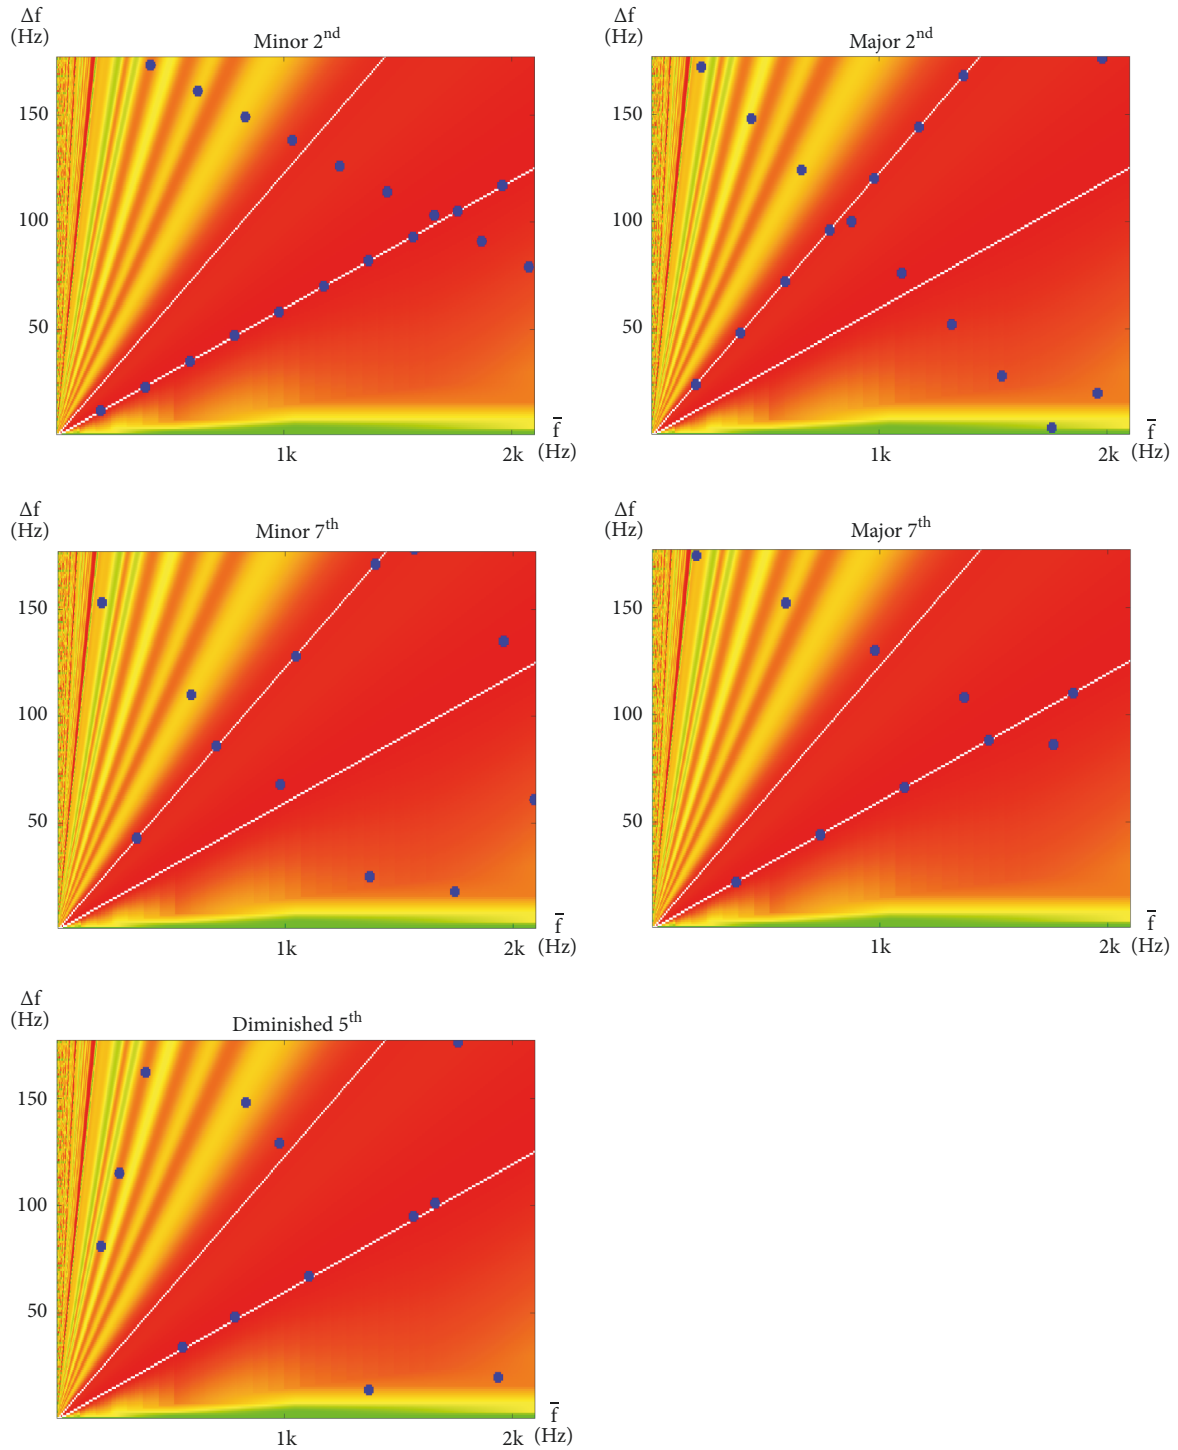 Δf
(Hz)
Minor 2nd
150
100
50
1k
2k
f̄
(Hz)
Δf
(Hz)
Major 2nd
150
100
50
1k
2k
f̄
(Hz)
Δf
(Hz)
Minor 7th
150
100
50
1k
2k
f̄
(Hz)
Δf
(Hz)
Major 7th
150
100
50
1k
2k
f̄
(Hz)
Δf
(Hz)
Diminished 5th
150
100
50
1k
2k
f̄
(Hz)